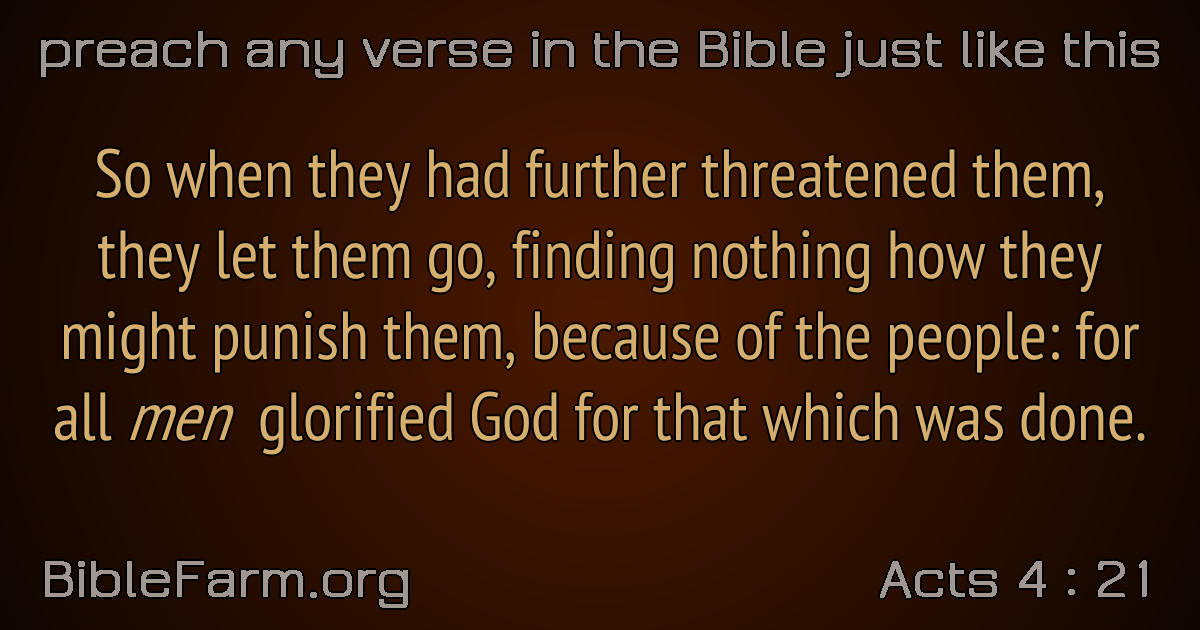 preach any verse in the Bible just like this
So when they had further threatened them,
they let them go, finding nothing how they
might punish them, because of the people: for
all men glorified God for that which was done.
BibleFarm.org
Acts 4 : 21